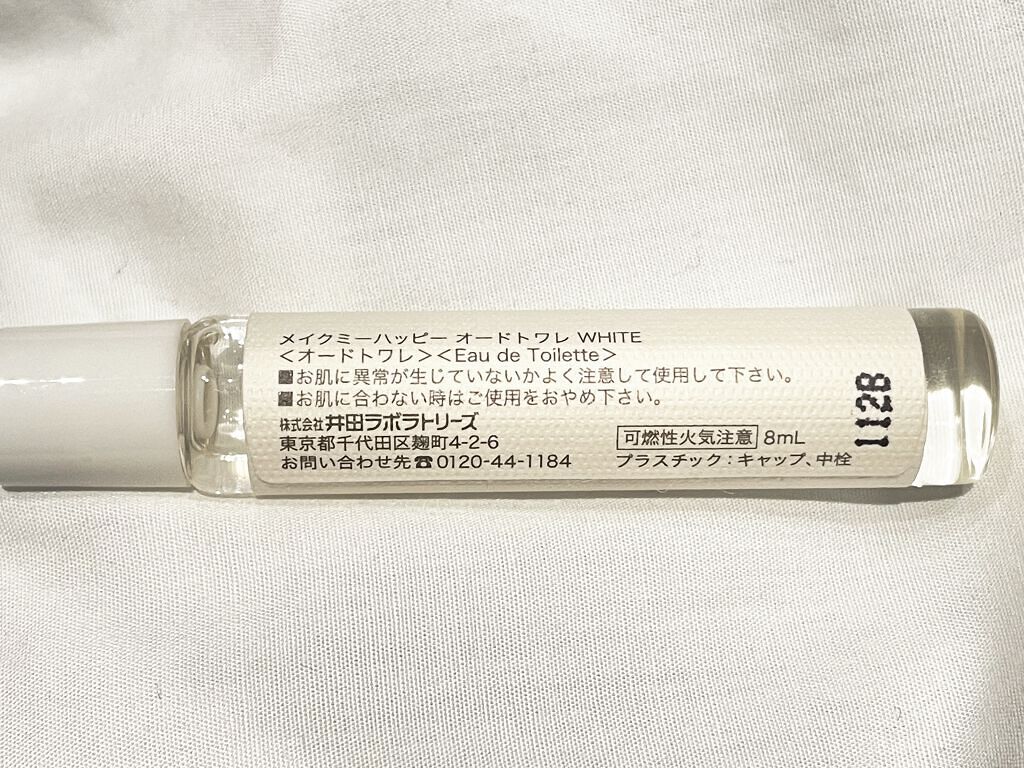 メイクミーハッピー オードトワレ WHITE
<オードトワレ><Eau de Toilette>
■お肌に異常が生じていないかよく注意して使用して下さい。
■お肌に合わない時はご使用をおやめ下さい。
株式会社 井田ラボラトリーズ
東京都千代田区麹町4-2-6
お問い合わせ先☎0120-44-1184
可燃性火気注意 8mL
プラスチック:キャップ、中栓
112B